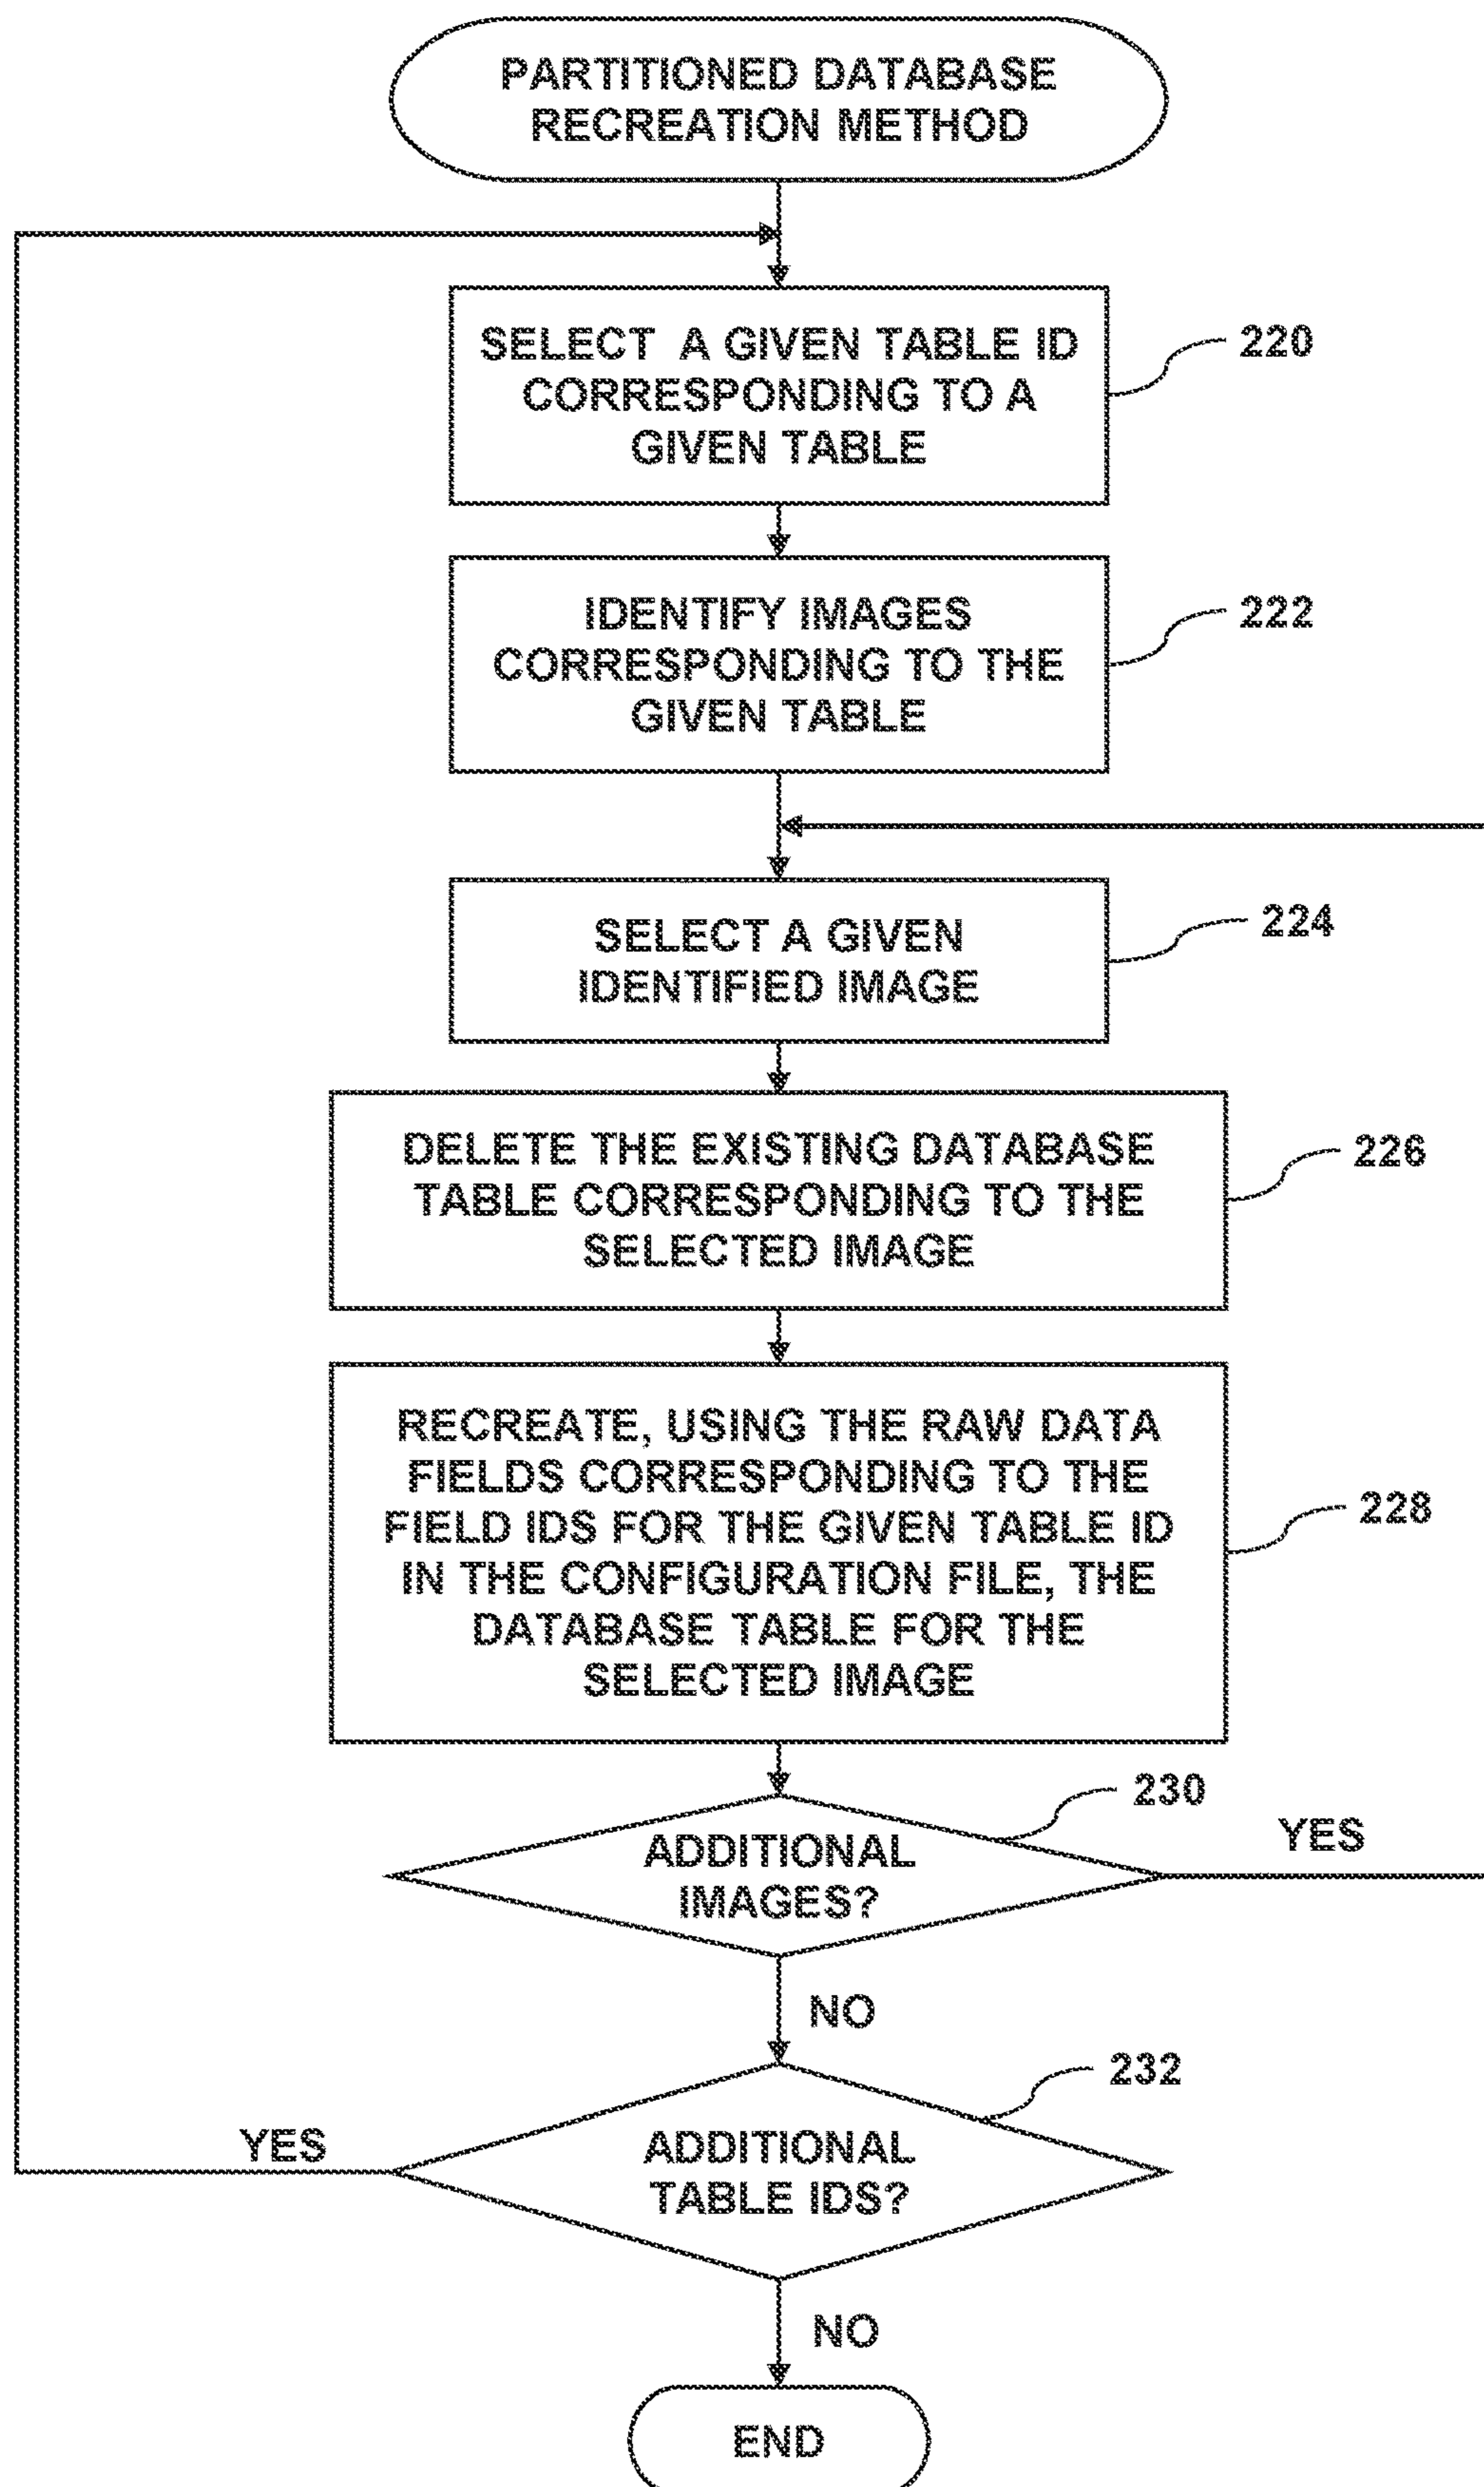 PARTITIONED DATABASE
RECREATION METHOD
SELECT A GIVEN TABLE ID
CORRESPONDING TO A
GIVEN TABLE
220
IDENTIFY IMAGES
CORRESPONDING TO THE
GIVEN TABLE
222
SELECT A GIVEN
IDENTIFIED IMAGE
224
DELETE THE EXISTING DATABASE
TABLE CORRESPONDING TO THE
SELECTED IMAGE
226
RECREATE, USING THE RAW DATA
FIELDS CORRESPONDING TO THE
FIELD IDS FOR THE GIVEN TABLE ID
IN THE CONFIGURATION FILE, THE
DATABASE TABLE FOR THE
SELECTED IMAGE
228
230
ADDITIONAL
IMAGES?
YES
NO
232
ADDITIONAL
TABLE IDS?
YES
NO
END